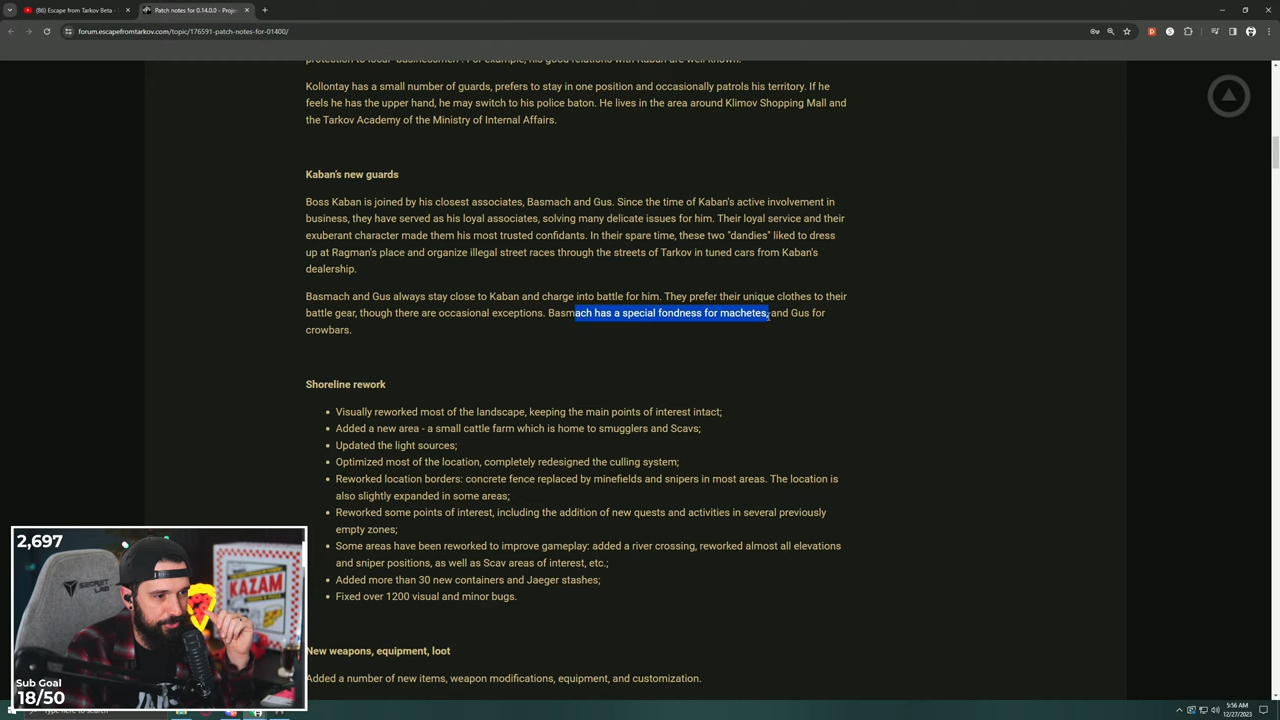 (86) Escape from Tarkov Beta -
Patch notes for 0.14.0.0 - Proje
forum.escapefromtarkov.com/topic/176591-patch-notes-for-01400/
protection to local "businessmen". For example, his good relations with Kaban are well known.
Kollontay has a small number of guards, prefers to stay in one position and occasionally patrols his territory. If he
feels he has the upper hand, he may switch to his police baton. He lives in the area around Klimov Shopping Mall and
the Tarkov Academy of the Ministry of Internal Affairs.
Kaban's new guards
Boss Kaban is joined by his closest associates, Basmach and Gus. Since the time of Kaban's active involvement in
business, they have served as his loyal associates, solving many delicate issues for him. Their loyal service and their
exuberant character made them his most trusted confidants. In their spare time, these two "dandies" liked to dress
up at Ragman's place and organize illegal street races through the streets of Tarkov in tuned cars from Kaban's
dealership.
Basmach and Gus always stay close to Kaban and charge into battle for him. They prefer their unique clothes to their
battle gear, though there are occasional exceptions. Basmach has a special fondness for machetes, and Gus for
crowbars.
Shoreline rework
Visually reworked most of the landscape, keeping the main points of interest intact;
Added a new area - a small cattle farm which is home to smugglers and Scavs;
Updated the light sources;
Optimized most of the location, completely redesigned the culling system;
Reworked location borders: concrete fence replaced by minefields and snipers in most areas. The location is
also slightly expanded in some areas;
Reworked some points of interest, including the addition of new quests and activities in several previously
empty zones;
Some areas have been reworked to improve gameplay: added a river crossing, reworked almost all elevations
and sniper positions, as well as Scav areas of interest, etc.;
Added more than 30 new containers and Jaeger stashes;
Fixed over 1200 visual and minor bugs.
New weapons, equipment, loot
Added a number of new items, weapon modifications, equipment, and customization.
2,697
SECRETLAB
KAZAM
Sub Goal
18/50
Type here to search
5:56 AM
12/27/2023